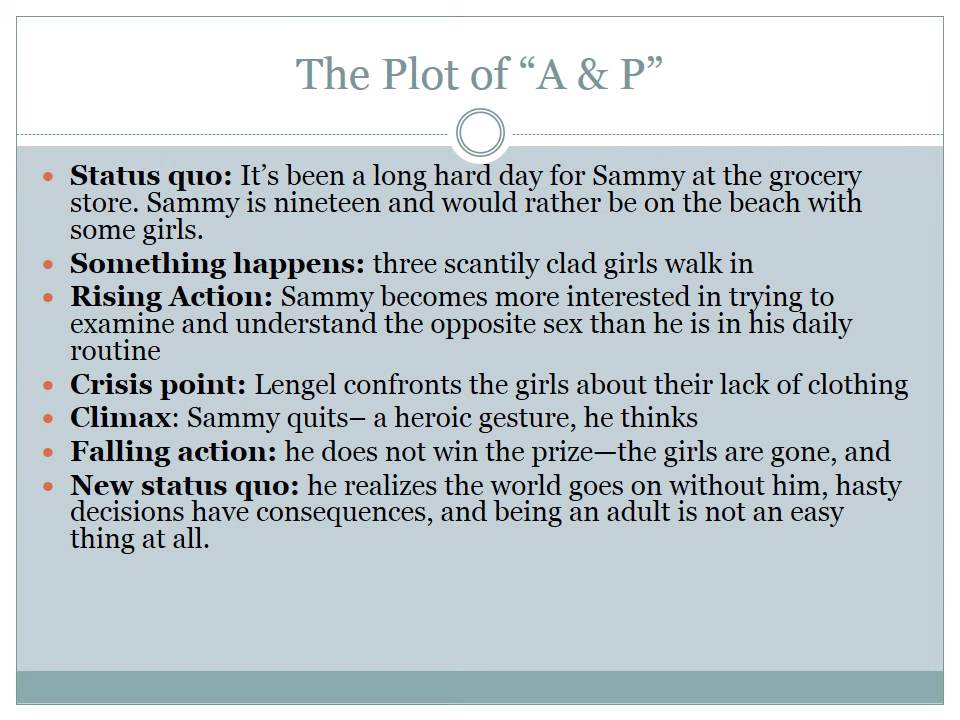 The Plot of “A & P”
• Status quo: It’s been a long hard day for Sammy at the grocery
store. Sammy is nineteen and would rather be on the beach with
some girls.
• Something happens: three scantily clad girls walk in
• Rising Action: Sammy becomes more interested in trying to
examine and understand the opposite sex than he is in his daily
routine
• Crisis point: Lengel confronts the girls about their lack of clothing
• Climax: Sammy quits– a heroic gesture, he thinks
• Falling action: he does not win the prize—the girls are gone, and
• New status quo: he realizes the world goes on without him, hasty
decisions have consequences, and being an adult is not an easy
thing at all.